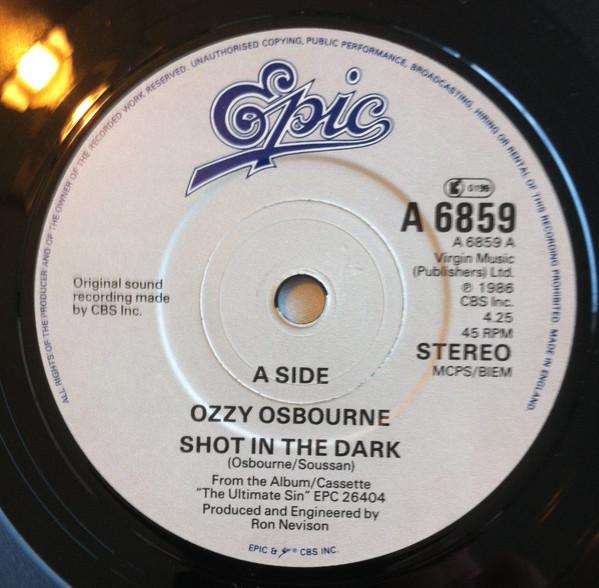 ALL RIGHTS OF THE PRODUCER AND OF THE OWNER OF THE RECORDED WORK RESERVED. UNAUTHORISED COPYING, PUBLIC PERFORMANCE, BROADCASTING, HIRING OR RENTAL OF THIS RECORDING PROHIBITED. MADE IN ENGLAND.
Epic
A 6859
A 6859 A
Virgin Music
(Publishers) Ltd.
℗ 1986
CBS Inc.
4.25
45 RPM
STEREO
MCPS/BIEM
Original sound
recording made
by CBS Inc.
A SIDE
OZZY OSBOURNE
SHOT IN THE DARK
(Osbourne/Soussan)
From the Album/Cassette
"The Ultimate Sin" EPC 26404
Produced and Engineered by
Ron Nevison
EPIC & ® CBS INC.